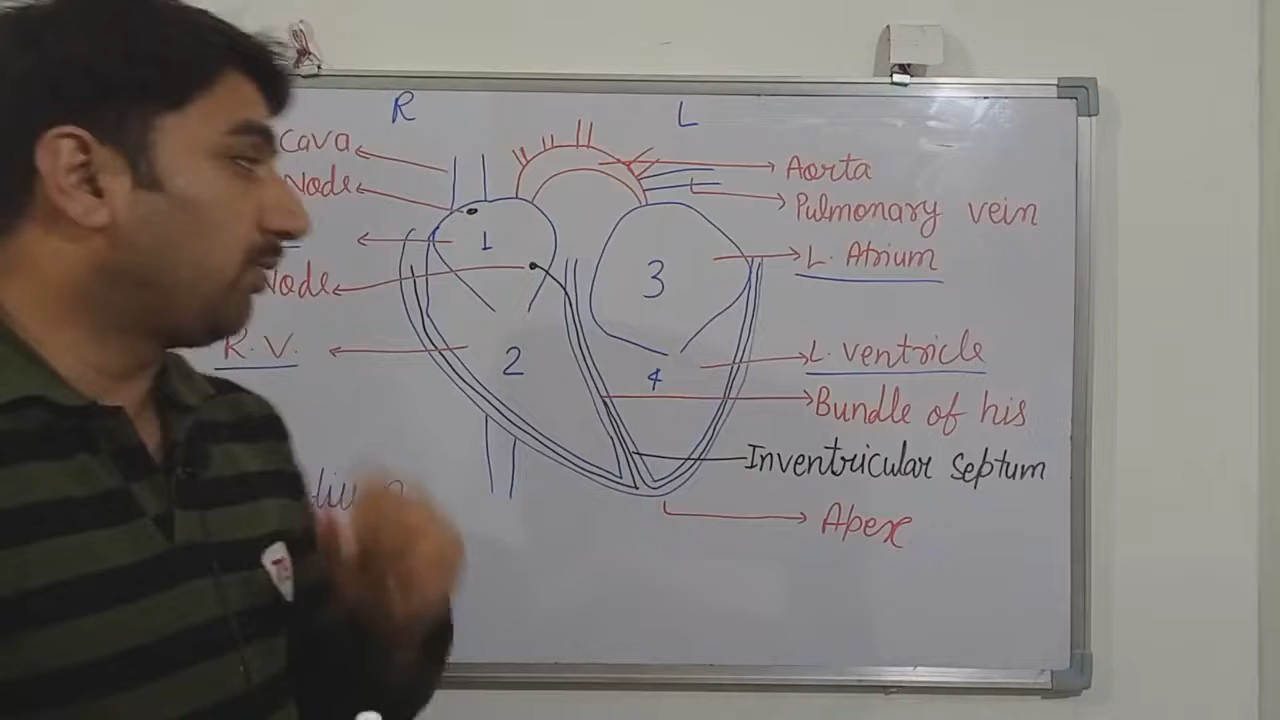 R L
Cava
Node
1
Node
R.V.
2
3
4
Aorta
Pulmonary vein
L. Atrium
L. ventricle
Bundle of his
Inventricular Septum
Apex